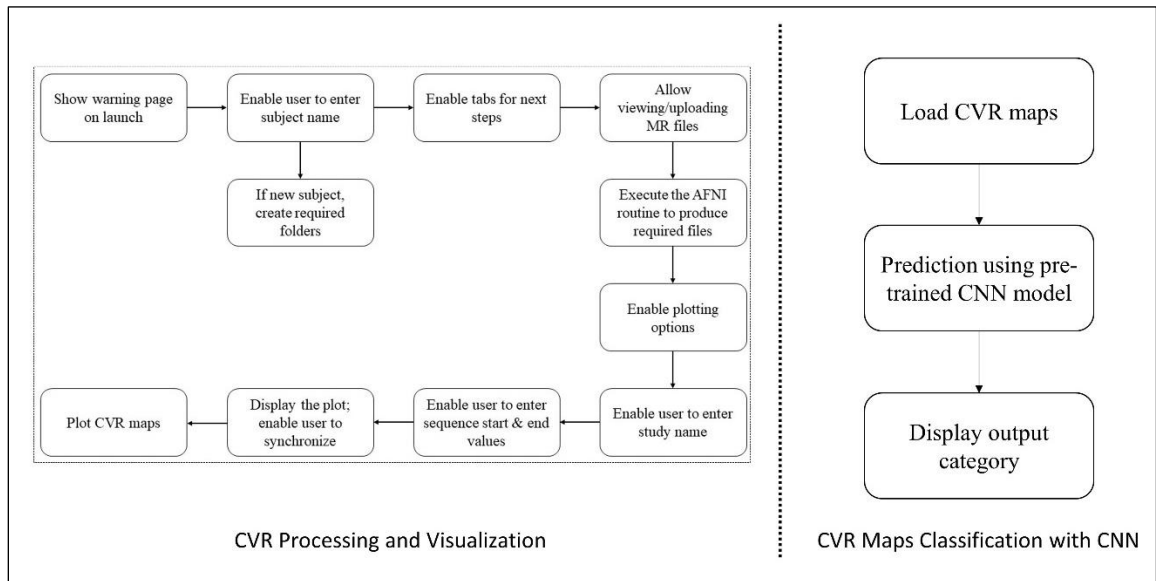 Show warning page
on launch
Enable user to enter
subject name
Enable tabs for next
steps
Allow
viewing/uploading
MR files
If new subject,
create required
folders
Execute the AFNI
routine to produce
required files
Enable plotting
options
Plot CVR maps
Display the plot;
enable user to
synchronize
Enable user to enter
sequence start & end
values
Enable user to enter
study name
CVR Processing and Visualization
Load CVR maps
Prediction using pre-
trained CNN model
Display output
category
CVR Maps Classification with CNN